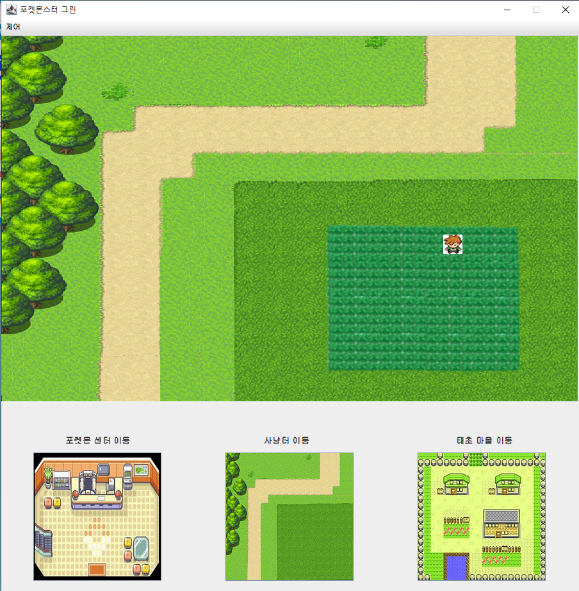 포켓몬스터 그린
제어
포켓몬 센터 이동
사냥터 이동
태초 마을 이동